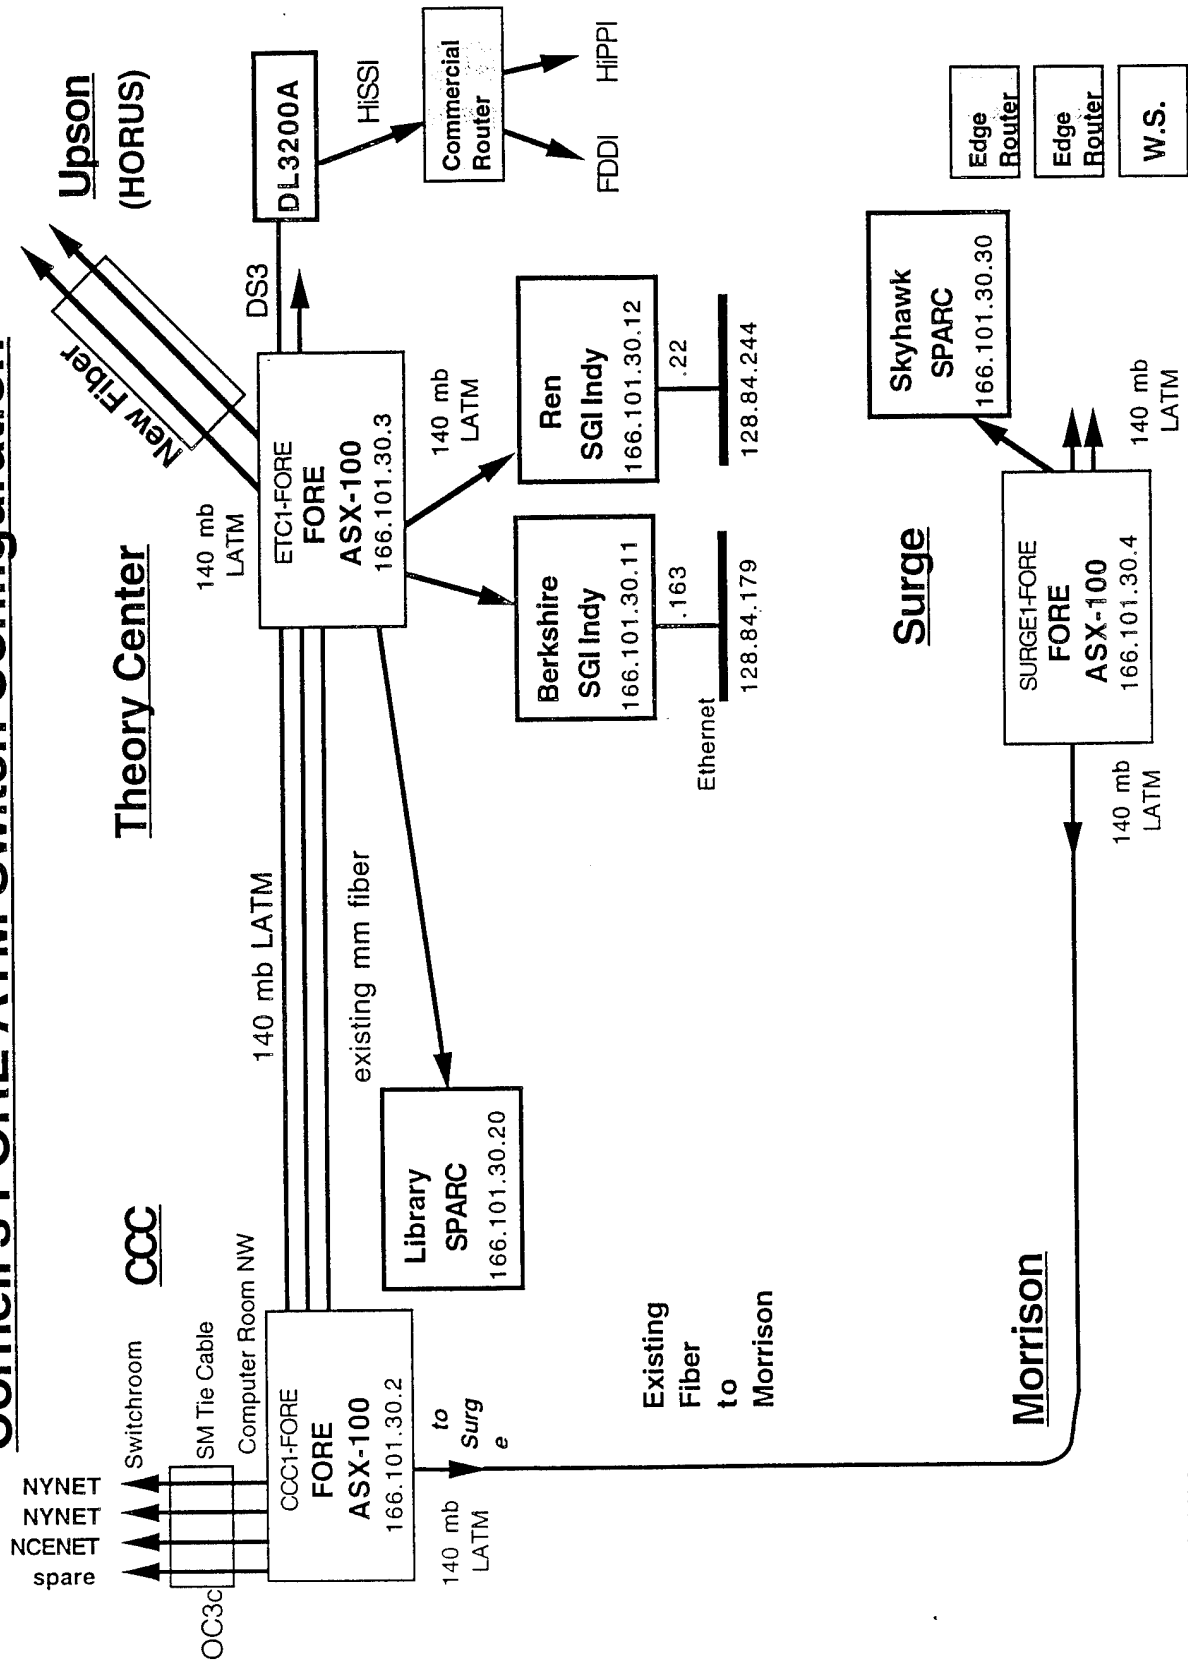 Cornell's FORE ATM Switch Configuration
NYNET
NYNET
NCENET
spare
Switchroom
SM Tie Cable
Computer Room NW
OC3c
CCC
CCC1-FORE
FORE
ASX-100
166.101.30.2
140 mb
LATM
to
Surg
e
Existing
Fiber
to
Morrison
Morrison
140 mb LATM
existing mm fiber
Library
SPARC
166.101.30.20
Theory Center
140 mb
LATM
New Fiber
Upson
(HORUS)
ETC1-FORE
FORE
ASX-100
166.101.30.3
DS3
DL3200A
HiSSI
Commercial
Router
FDDI
HiPPI
140 mb
LATM
Berkshire
SGI Indy
166.101.30.11
.163
Ethernet
128.84.179
Ren
SGI Indy
166.101.30.12
.22
128.84.244
Surge
SURGE1-FORE
FORE
ASX-100
166.101.30.4
140 mb
LATM
140 mb
LATM
Skyhawk
SPARC
166.101.30.30
Edge
Router
Edge
Router
W.S.